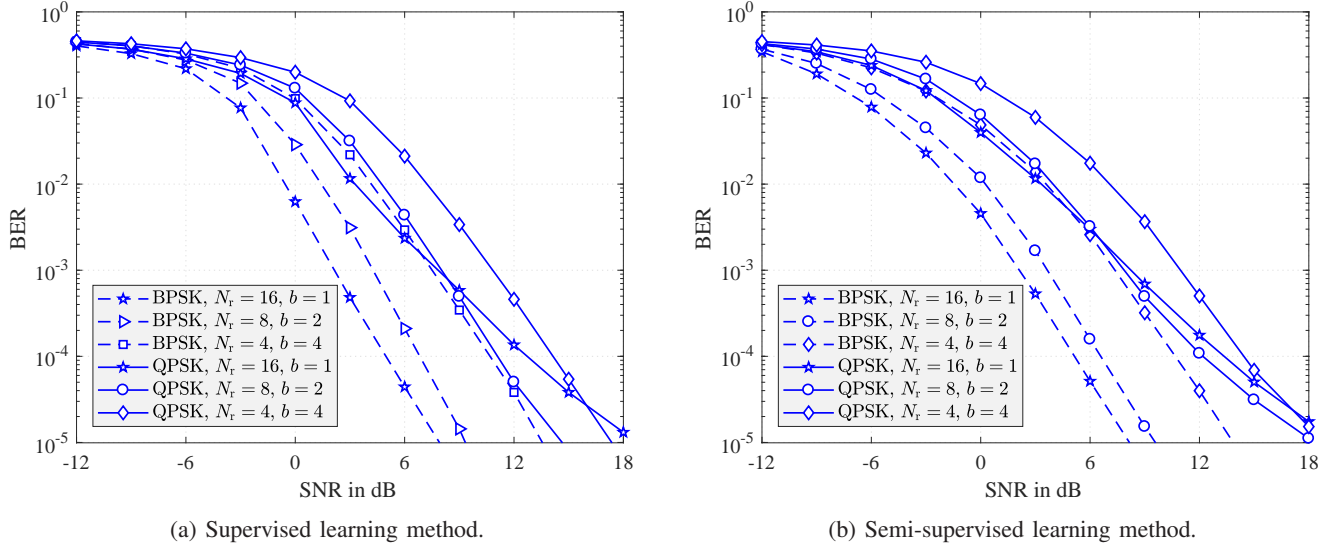 10^0
10^-1
10^-2
10^-3
10^-4
10^-5
BER
BPSK, N_r = 16, b = 1
BPSK, N_r = 8, b = 2
BPSK, N_r = 4, b = 4
QPSK, N_r = 16, b = 1
QPSK, N_r = 8, b = 2
QPSK, N_r = 4, b = 4
-12 -6 0 6 12 18
SNR in dB
(a) Supervised learning method.
10^0
10^-1
10^-2
10^-3
10^-4
10^-5
BER
BPSK, N_r = 16, b = 1
BPSK, N_r = 8, b = 2
BPSK, N_r = 4, b = 4
QPSK, N_r = 16, b = 1
QPSK, N_r = 8, b = 2
QPSK, N_r = 4, b = 4
-12 -6 0 6 12 18
SNR in dB
(b) Semi-supervised learning method.